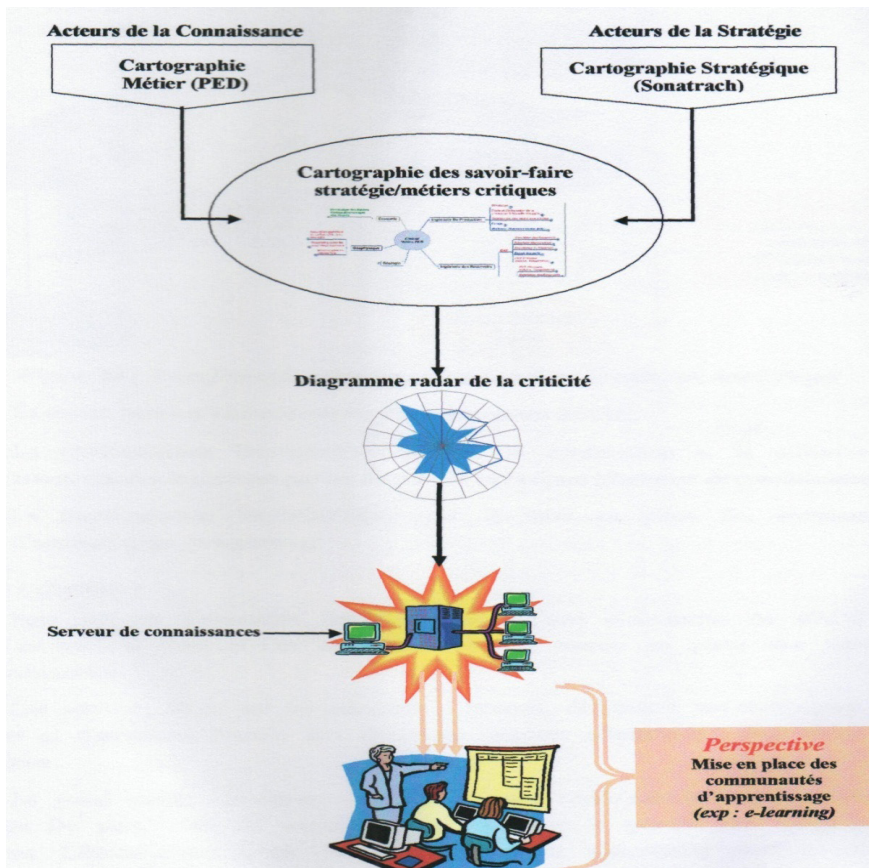 Acteurs de la Connaissance
Acteurs de la Stratégie
Cartographie
Métier (PED)
Cartographie Stratégique
(Sonatrach)
Cartographie des savoir-faire
stratégie/métiers critiques
Diagramme radar de la criticité
Serveur de connaissances
Perspective
Mise en place des
communautés
d'apprentissage
(exp : e-learning)